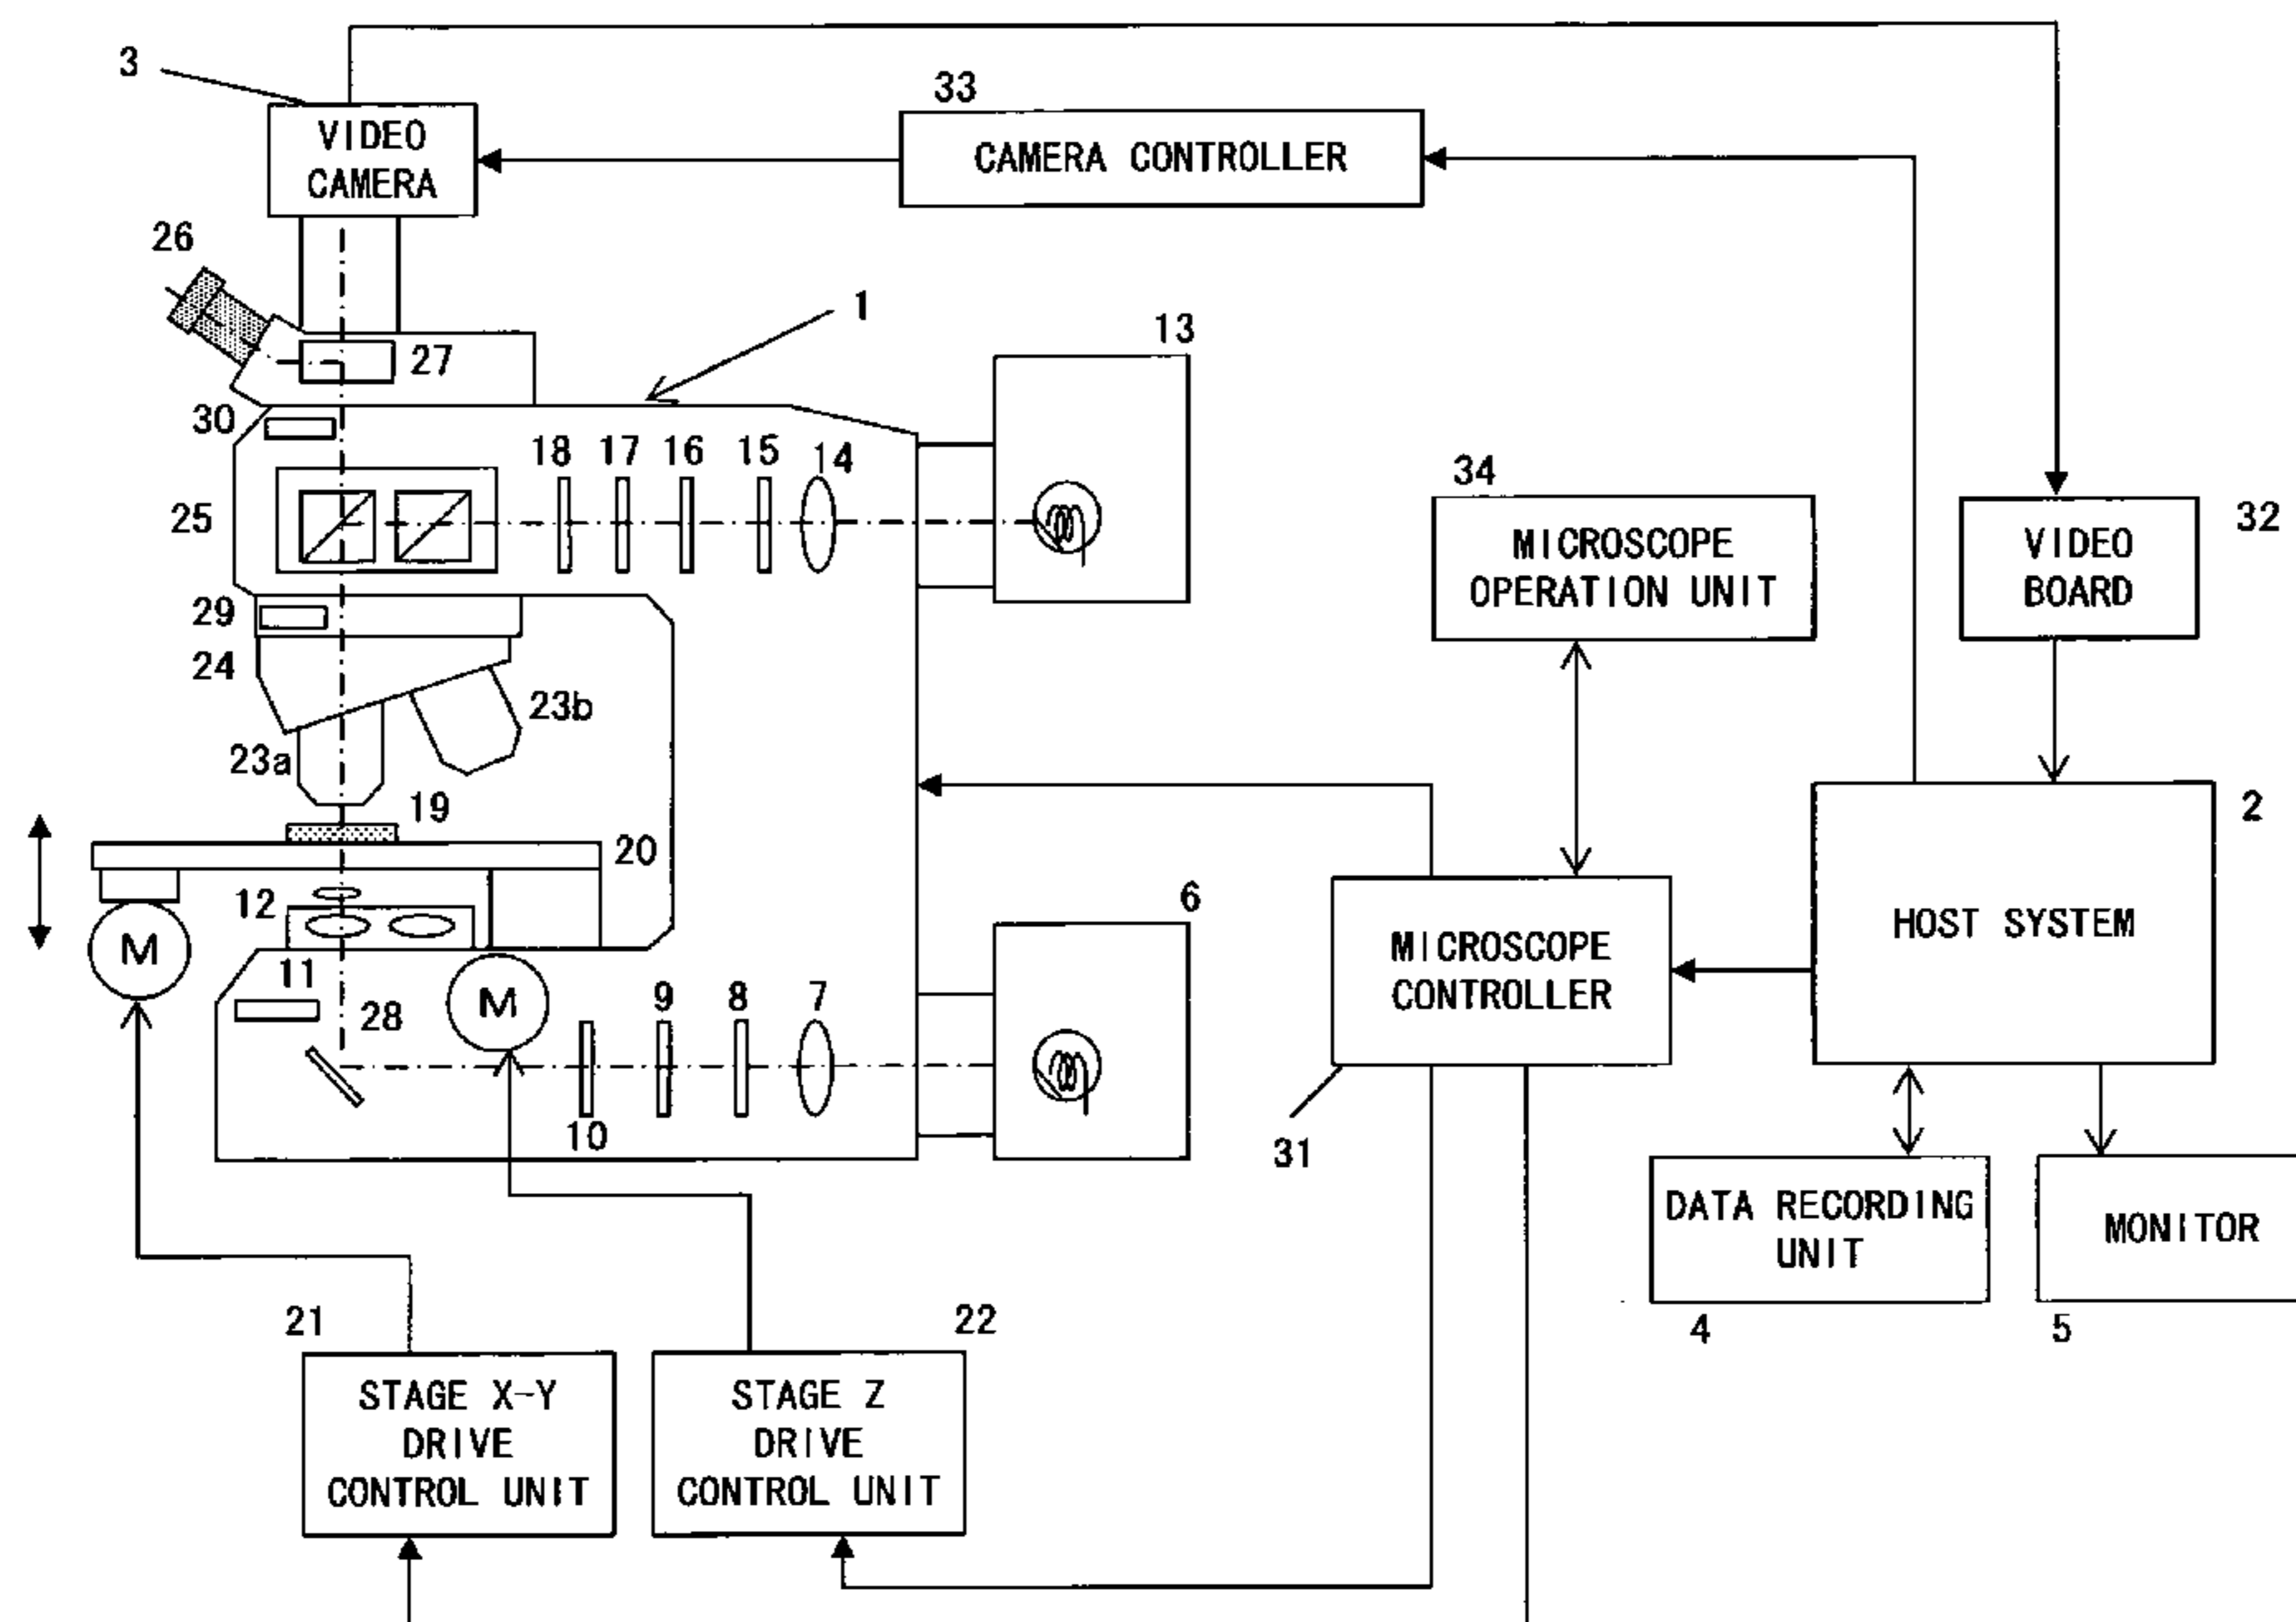 3
VIDEO
CAMERA
33
CAMERA CONTROLLER
26
1
27
13
30
18 17 16 15 14
25
34
MICROSCOPE
OPERATION UNIT
32
VIDEO
BOARD
29
24
23b
23a
19
20
2
HOST SYSTEM
12
M
6
MICROSCOPE
CONTROLLER
11
28
M
9 8 7
10
31
DATA RECORDING
UNIT
4
MONITOR
5
21
STAGE X-Y
DRIVE
CONTROL UNIT
22
STAGE Z
DRIVE
CONTROL UNIT